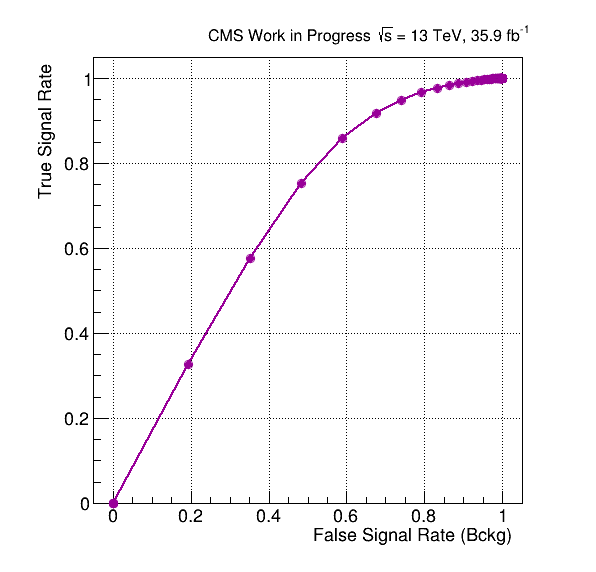 CMS Work in Progress √s = 13 TeV, 35.9 fb⁻¹
True Signal Rate
1
0.8
0.6
0.4
0.2
0
0 0.2 0.4 0.6 0.8 1
False Signal Rate (Bckg)